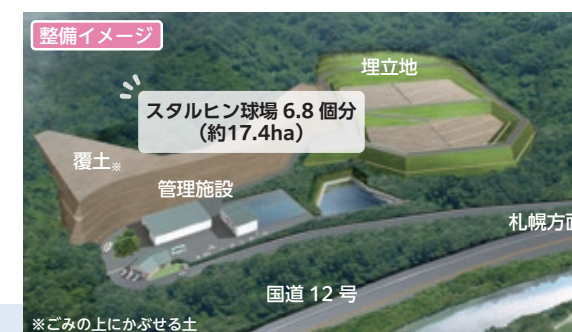 整備イメージ
埋立地
スタルヒン球場 6.8 個分
（約17.4ha）
覆土※
管理施設
札幌方面
国道 12 号
※ごみの上にかぶせる土